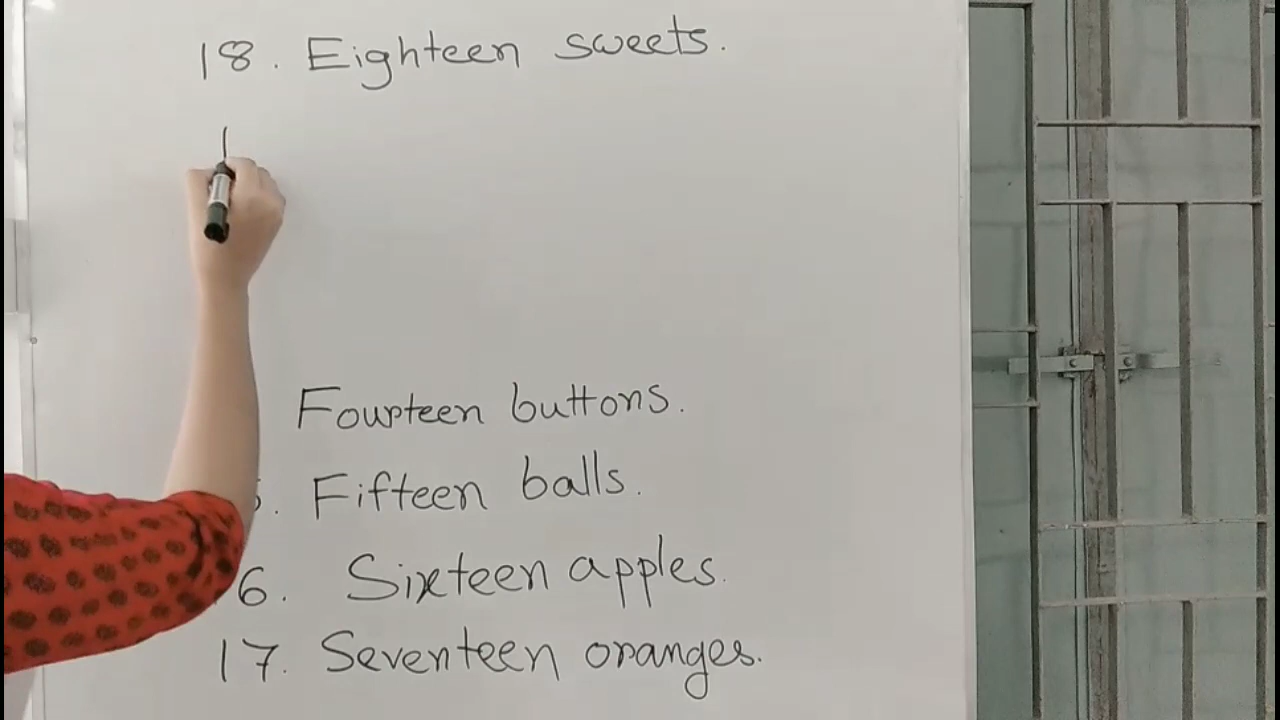 18. Eighteen sweets.
Fourteen buttons.
Fifteen balls.
6. Sixteen apples.
17. Seventeen oranges.